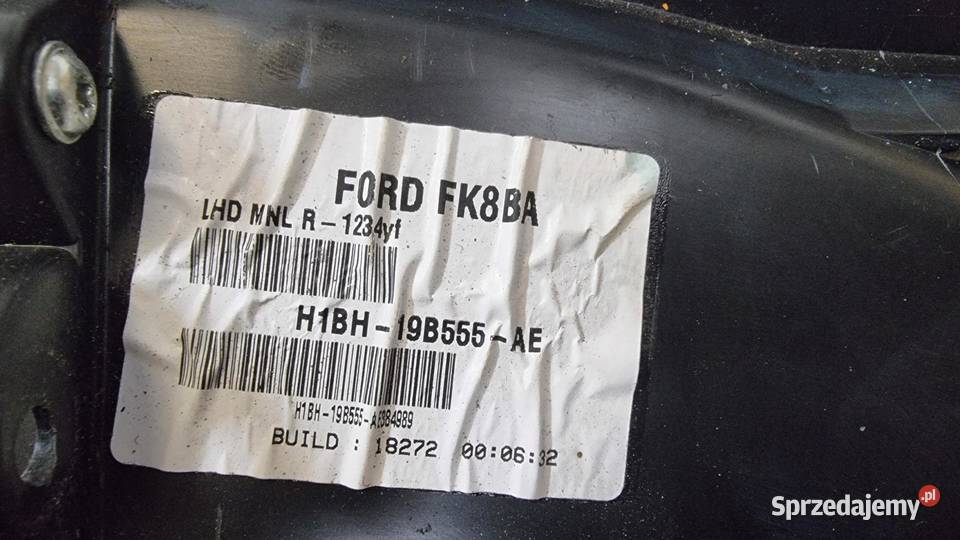 FORD FK8BA
LHD MNL R-1234yf
H1BH-19B555-AE
BUILD : 18272 00:06:32
Sprzedajemy.pl